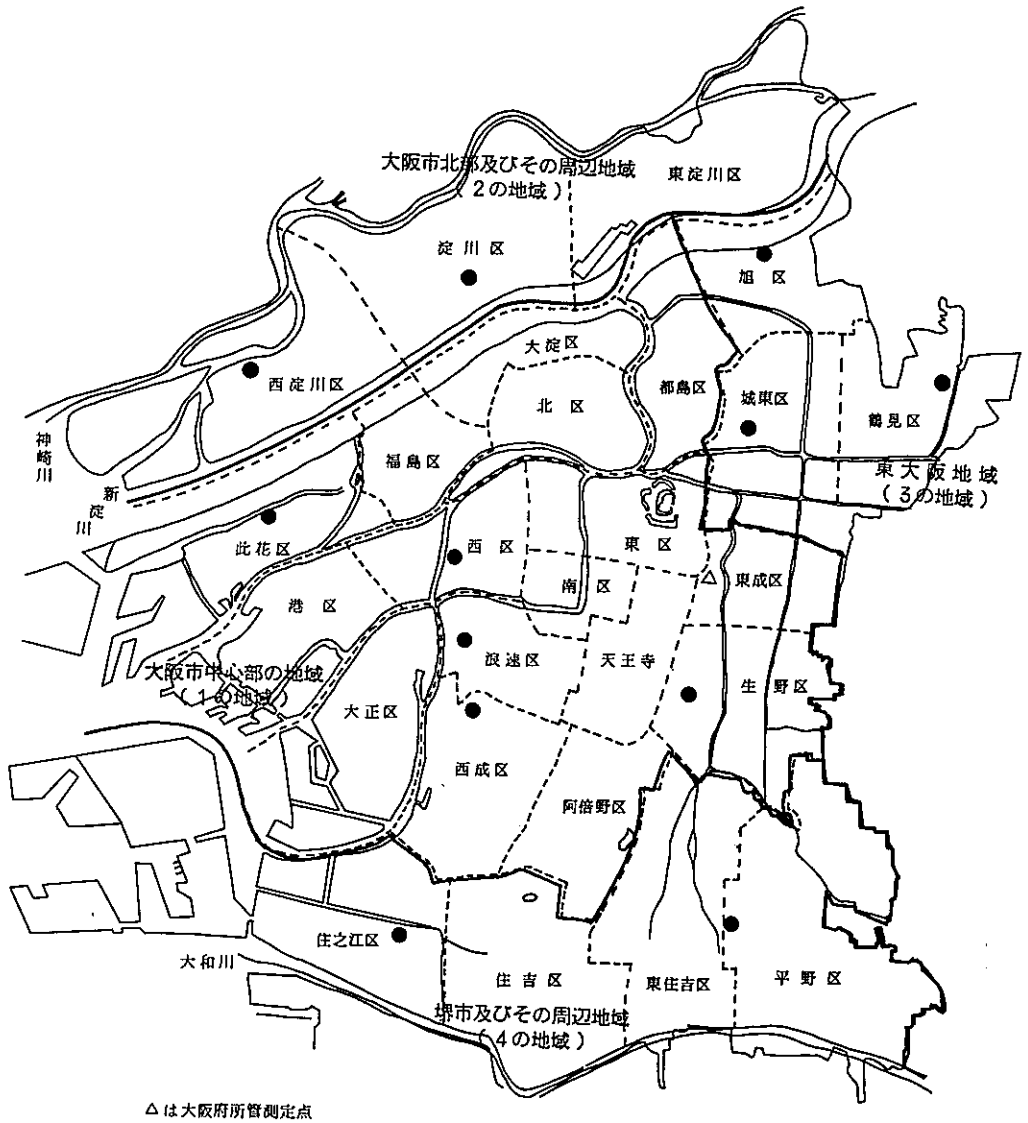 大阪市北部及びその周辺地域
（２の地域）
東淀川区
淀川区
旭区
大淀区
西淀川区
都島区
城東区
北区
鶴見区
神崎川
福島区
東大阪地域
（３の地域）
新淀川
此花区
西区
東区
南区
東成区
港区
浪速区
天王寺
生野区
大阪市中心部の地域
（１の地域）
大正区
西成区
阿倍野区
住之江区
大和川
住吉区
東住吉区
平野区
堺市及びその周辺地域
（４の地域）
△は大阪府所管測定点